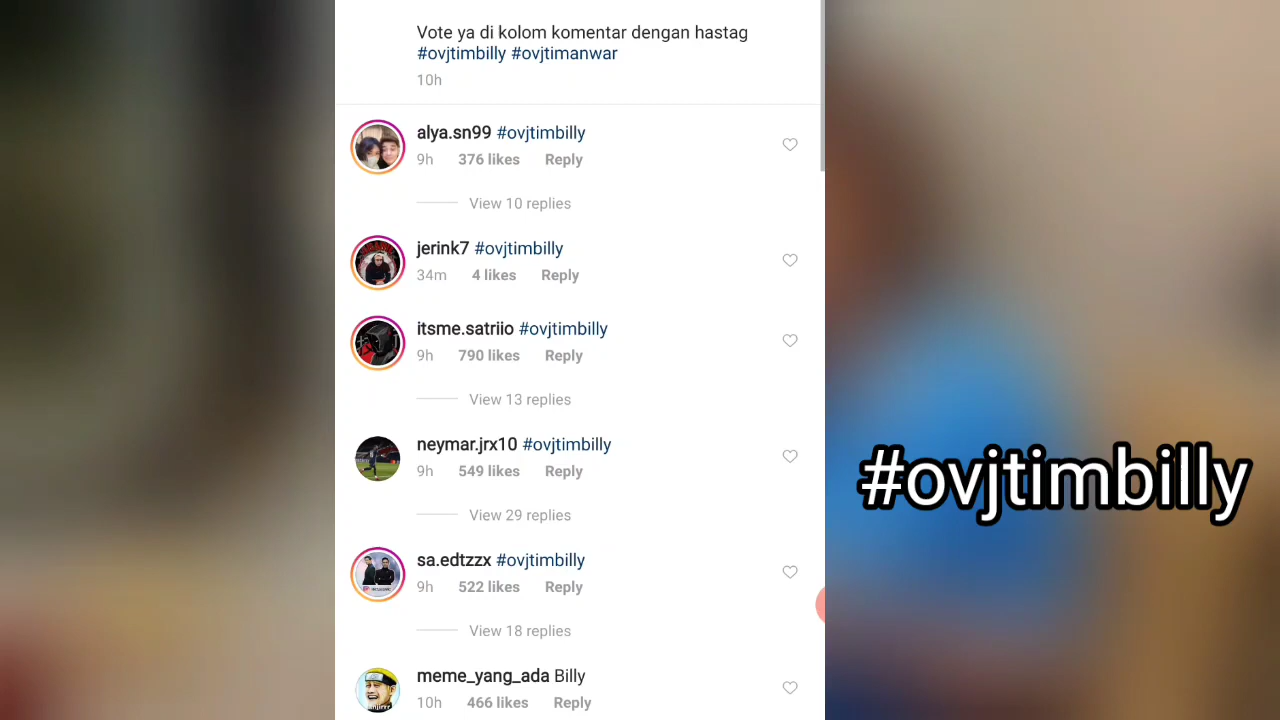 Vote ya di kolom komentar dengan hastag
#ovjtimbilly #ovjtimanwar
10h
alya.sn99 #ovjtimbilly
9h 376 likes Reply
View 10 replies
jerink7 #ovjtimbilly
34m 4 likes Reply
itsme.satriio #ovjtimbilly
9h 790 likes Reply
View 13 replies
neymar.jrx10 #ovjtimbilly
9h 549 likes Reply
View 29 replies
sa.edtzzx #ovjtimbilly
9h 522 likes Reply
View 18 replies
meme_yang_ada Billy
10h 466 likes Reply
#ovjtimbilly